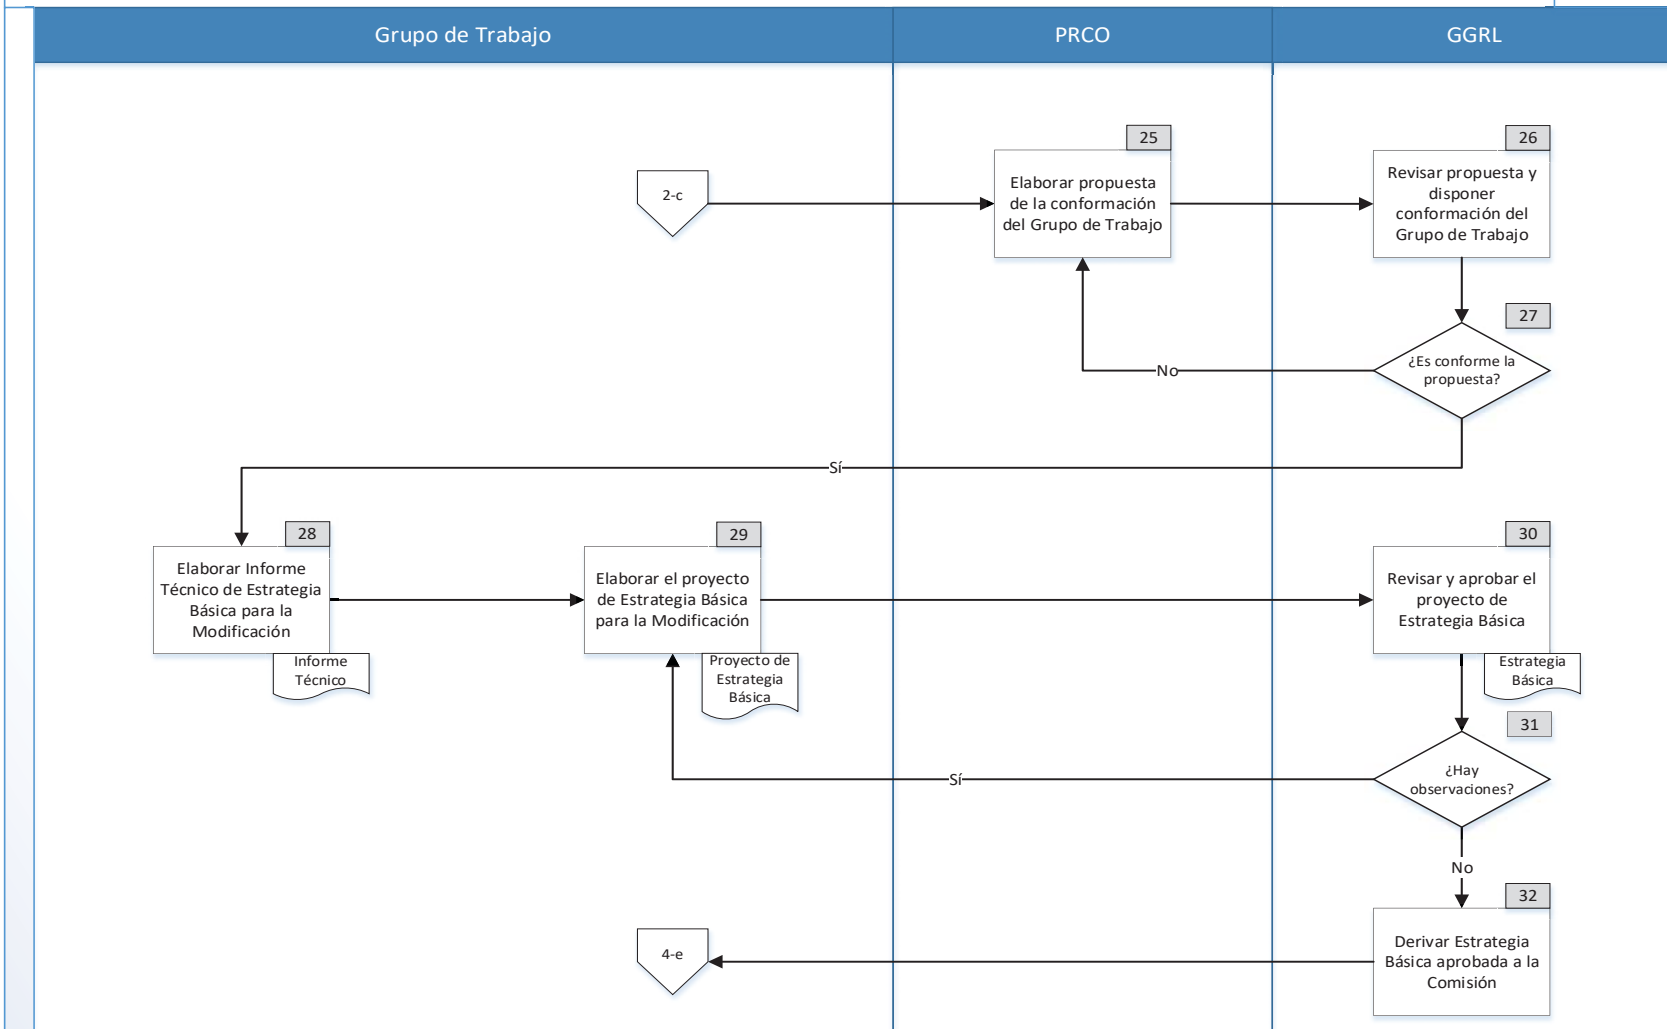 Grupo de Trabajo
PRCO
GGRL
25
26
2-c
Elaborar propuesta
de la conformación
del Grupo de Trabajo
Revisar propuesta y
disponer
conformación del
Grupo de Trabajo
27
¿Es conforme la
propuesta?
No
Sí
28
29
30
Elaborar Informe
Técnico de Estrategia
Básica para la
Modificación
Elaborar el proyecto
de Estrategia Básica
para la Modificación
Revisar y aprobar el
proyecto de
Estrategia Básica
Informe
Técnico
Proyecto de
Estrategia
Básica
Estrategia
Básica
31
¿Hay
observaciones?
Sí
No
32
4-e
Derivar Estrategia
Básica aprobada a la
Comisión